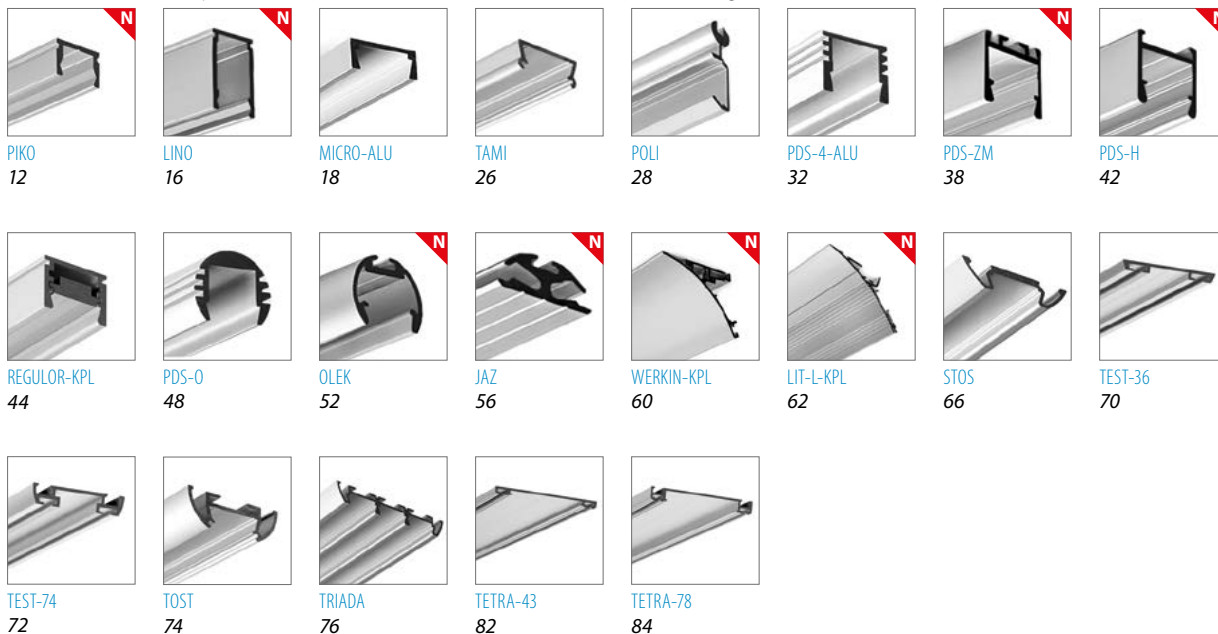 N N N N
PIKO LINO MICRO-ALU TAMI POLI PDS-4-ALU PDS-ZM PDS-H
12 16 18 26 28 32 38 42
N N N N
REGULOR-KPL PDS-O OLEK JAZ WERKIN-KPL LIT-L-KPL STOS TEST-36
44 48 52 56 60 62 66 70
TEST-74 TOST TRIADA TETRA-43 TETRA-78
72 74 76 82 84